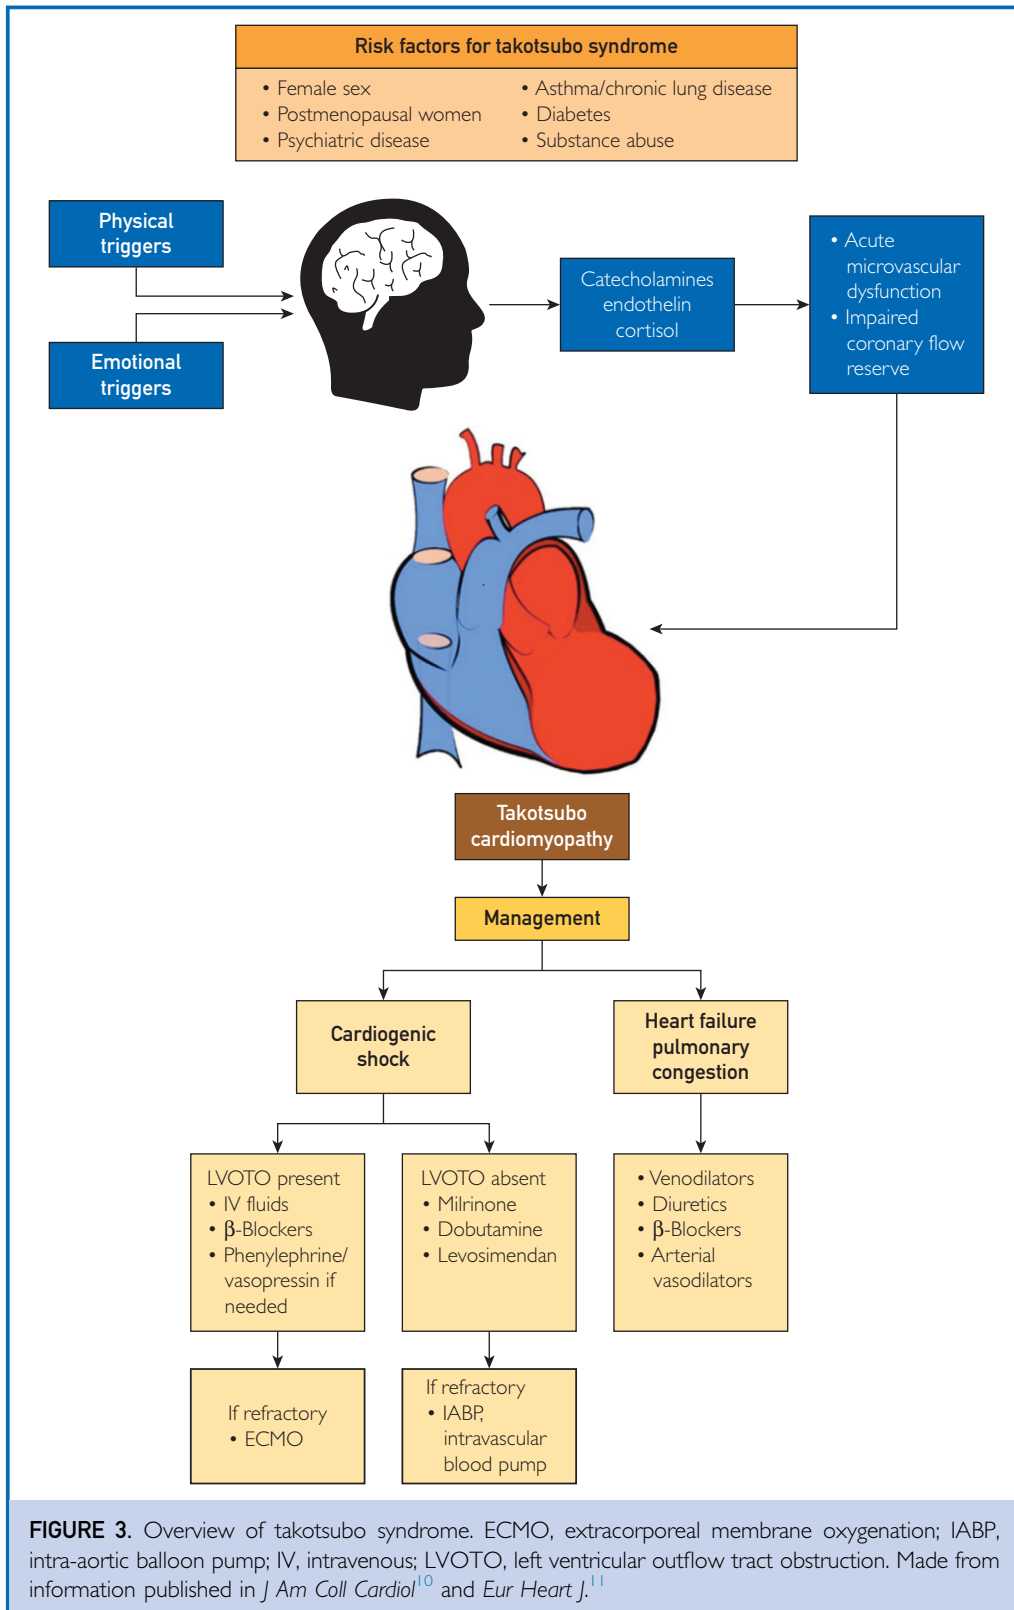 Risk factors for takotsubo syndrome
• Female sex
• Postmenopausal women
• Psychiatric disease
• Asthma/chronic lung disease
• Diabetes
• Substance abuse
Physical
triggers
Emotional
triggers
Catecholamines
endothelin
cortisol
• Acute
microvascular
dysfunction
• Impaired
coronary flow
reserve
Takotsubo
cardiomyopathy
Management
Cardiogenic
shock
Heart failure
pulmonary
congestion
LVOTO present
• IV fluids
• β-Blockers
• Phenylephrine/
vasopressin if
needed
LVOTO absent
• Milrinone
• Dobutamine
• Levosimendan
• Venodilators
• Diuretics
• β-Blockers
• Arterial
vasodilators
If refractory
• ECMO
If refractory
• IABP,
intravascular
blood pump
FIGURE 3. Overview of takotsubo syndrome. ECMO, extracorporeal membrane oxygenation; IABP,
intra-aortic balloon pump; IV, intravenous; LVOTO, left ventricular outflow tract obstruction. Made from
information published in J Am Coll Cardiol¹⁰ and Eur Heart J.¹¹